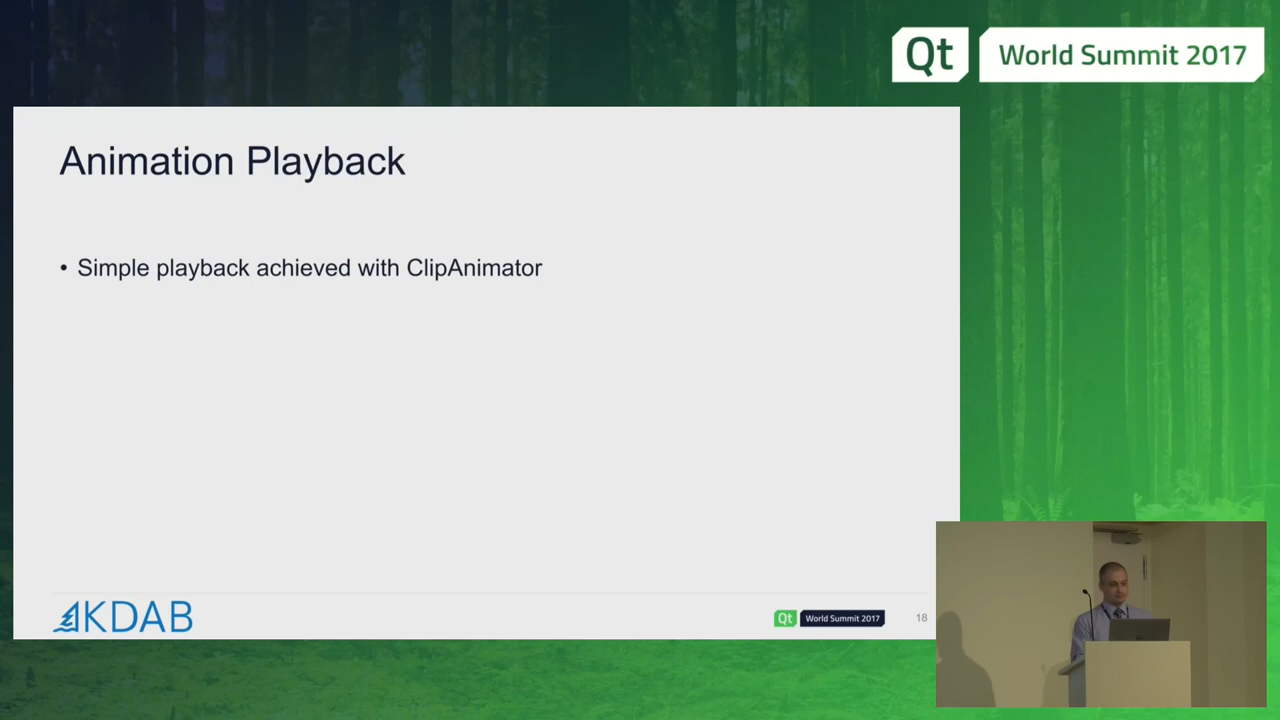 Qt
World Summit 2017
Animation Playback
• Simple playback achieved with ClipAnimator
KDAB
Qt World Summit 2017
18